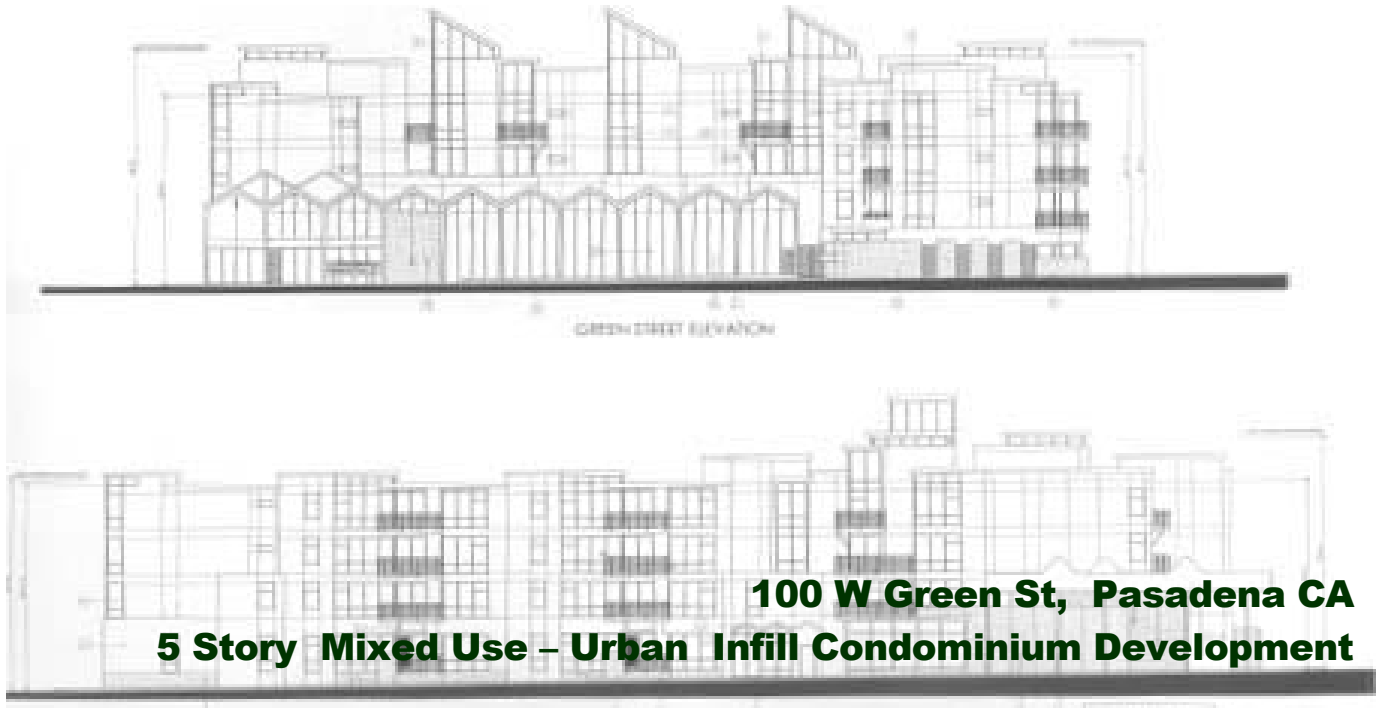 GREEN STREET ELEVATION
100 W Green St, Pasadena CA
5 Story Mixed Use – Urban Infill Condominium Development